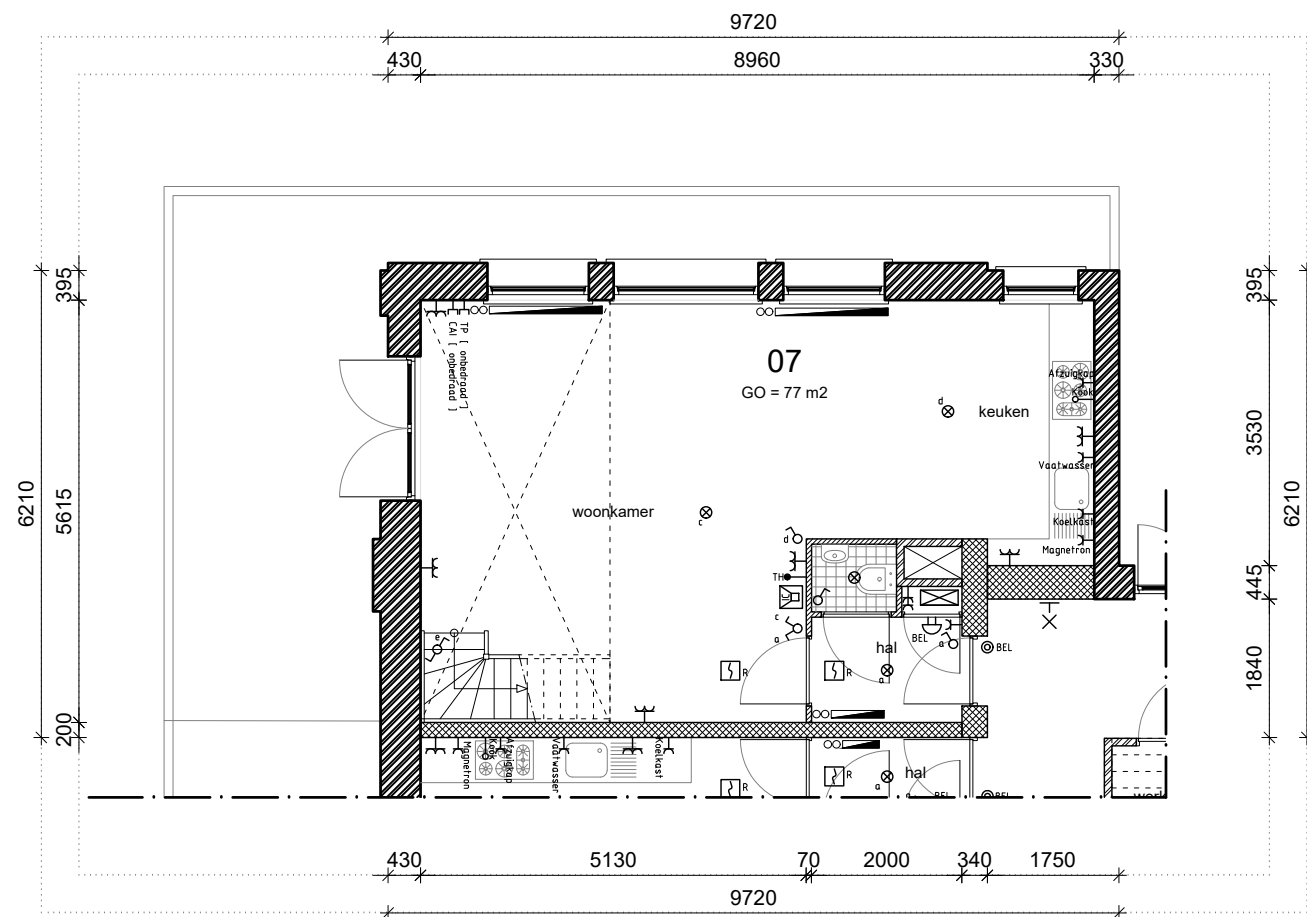 9720
430
8960
330
395
5615
200
6210
395
3530
445
1840
6210
TP [ onbedraad ]
CAI [ onbedraad ]
07
GO = 77 m2
d
keuken
Afzuigkap
Kook
Vaatwasser
Koelkast
Magnetron
woonkamer
c
d
TH
c
a
e
R
R
hal
a
BEL
a
BEL
Magnetron
Kook
Afzuigkap
Vaatwasser
Koelkast
R
R
hal
a
BEL
430
5130
70
2000
340
1750
9720